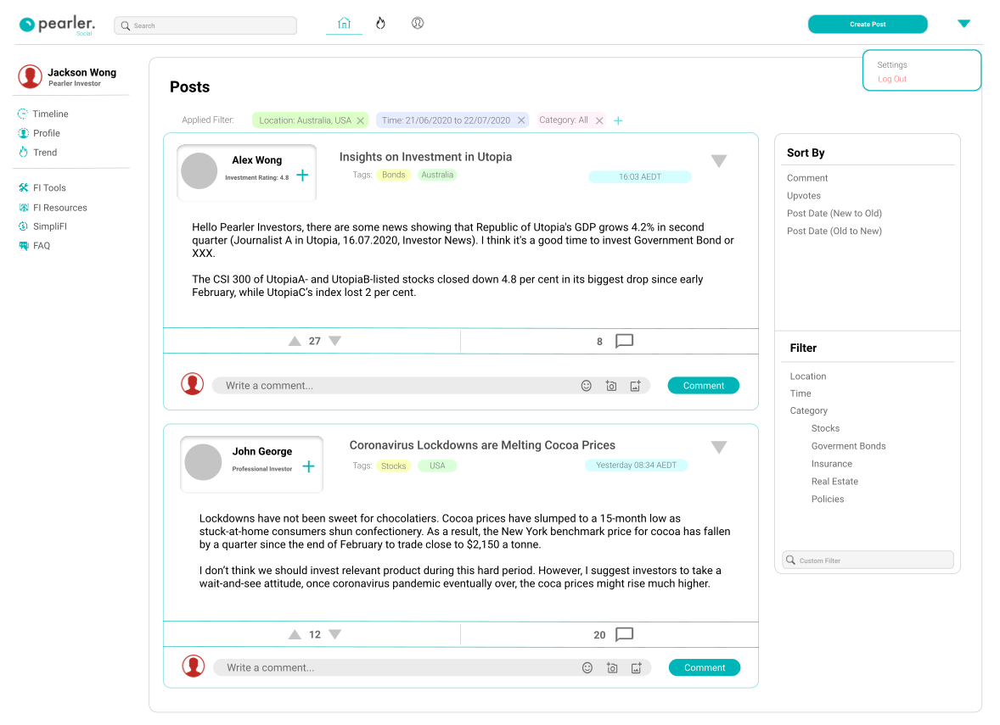 pearler.
Social
Search
Create Post
Settings
Log Out
Jackson Wong
Pearler Investor
Timeline
Profile
Trend
FI Tools
FI Resources
SimpliFI
FAQ
Posts
Applied Filter:
Location: Australia, USA
Time: 21/06/2020 to 22/07/2020
Category: All
Alex Wong
Investment Rating: 4.8
Insights on Investment in Utopia
Tags: Bonds Australia
16:03 AEDT
Hello Pearler Investors, there are some news showing that Republic of Utopia's GDP grows 4.2% in second
quarter (Journalist A in Utopia, 16.07.2020, Investor News). I think it's a good time to invest Government Bond or
XXX.
The CSI 300 of UtopiaA- and UtopiaB-listed stocks closed down 4.8 per cent in its biggest drop since early
February, while UtopiaC’s index lost 2 per cent.
27
8
Write a comment...
Comment
John George
Professional Investor
Coronavirus Lockdowns are Melting Cocoa Prices
Tags: Stocks USA
Yesterday 08:34 AEDT
Lockdowns have not been sweet for chocolatiers. Cocoa prices have slumped to a 15-month low as
stuck-at-home consumers shun confectionery. As a result, the New York benchmark price for cocoa has fallen
by a quarter since the end of February to trade close to $2,150 a tonne.
I don’t think we should invest relevant product during this hard period. However, I suggest investors to take a
wait-and-see attitude, once coronavirus pandemic eventually over, the coca prices might rise much higher.
12
20
Write a comment...
Comment
Sort By
Comment
Upvotes
Post Date (New to Old)
Post Date (Old to New)
Filter
Location
Time
Category
Stocks
Goverment Bonds
Insurance
Real Estate
Policies
Custom Filter